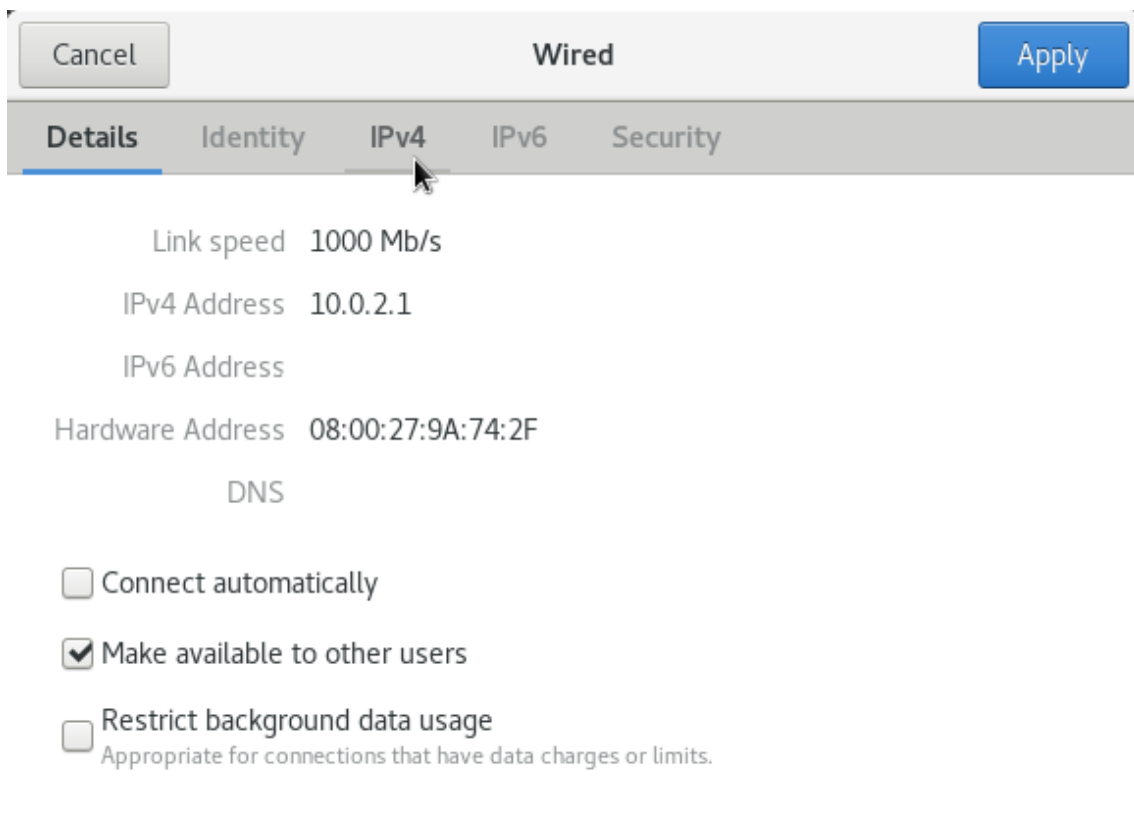 Cancel Wired Apply
Details Identity IPv4 IPv6 Security
Link speed 1000 Mb/s
IPv4 Address 10.0.2.1
IPv6 Address
Hardware Address 08:00:27:9A:74:2F
DNS
Connect automatically
Make available to other users
Restrict background data usage
Appropriate for connections that have data charges or limits.